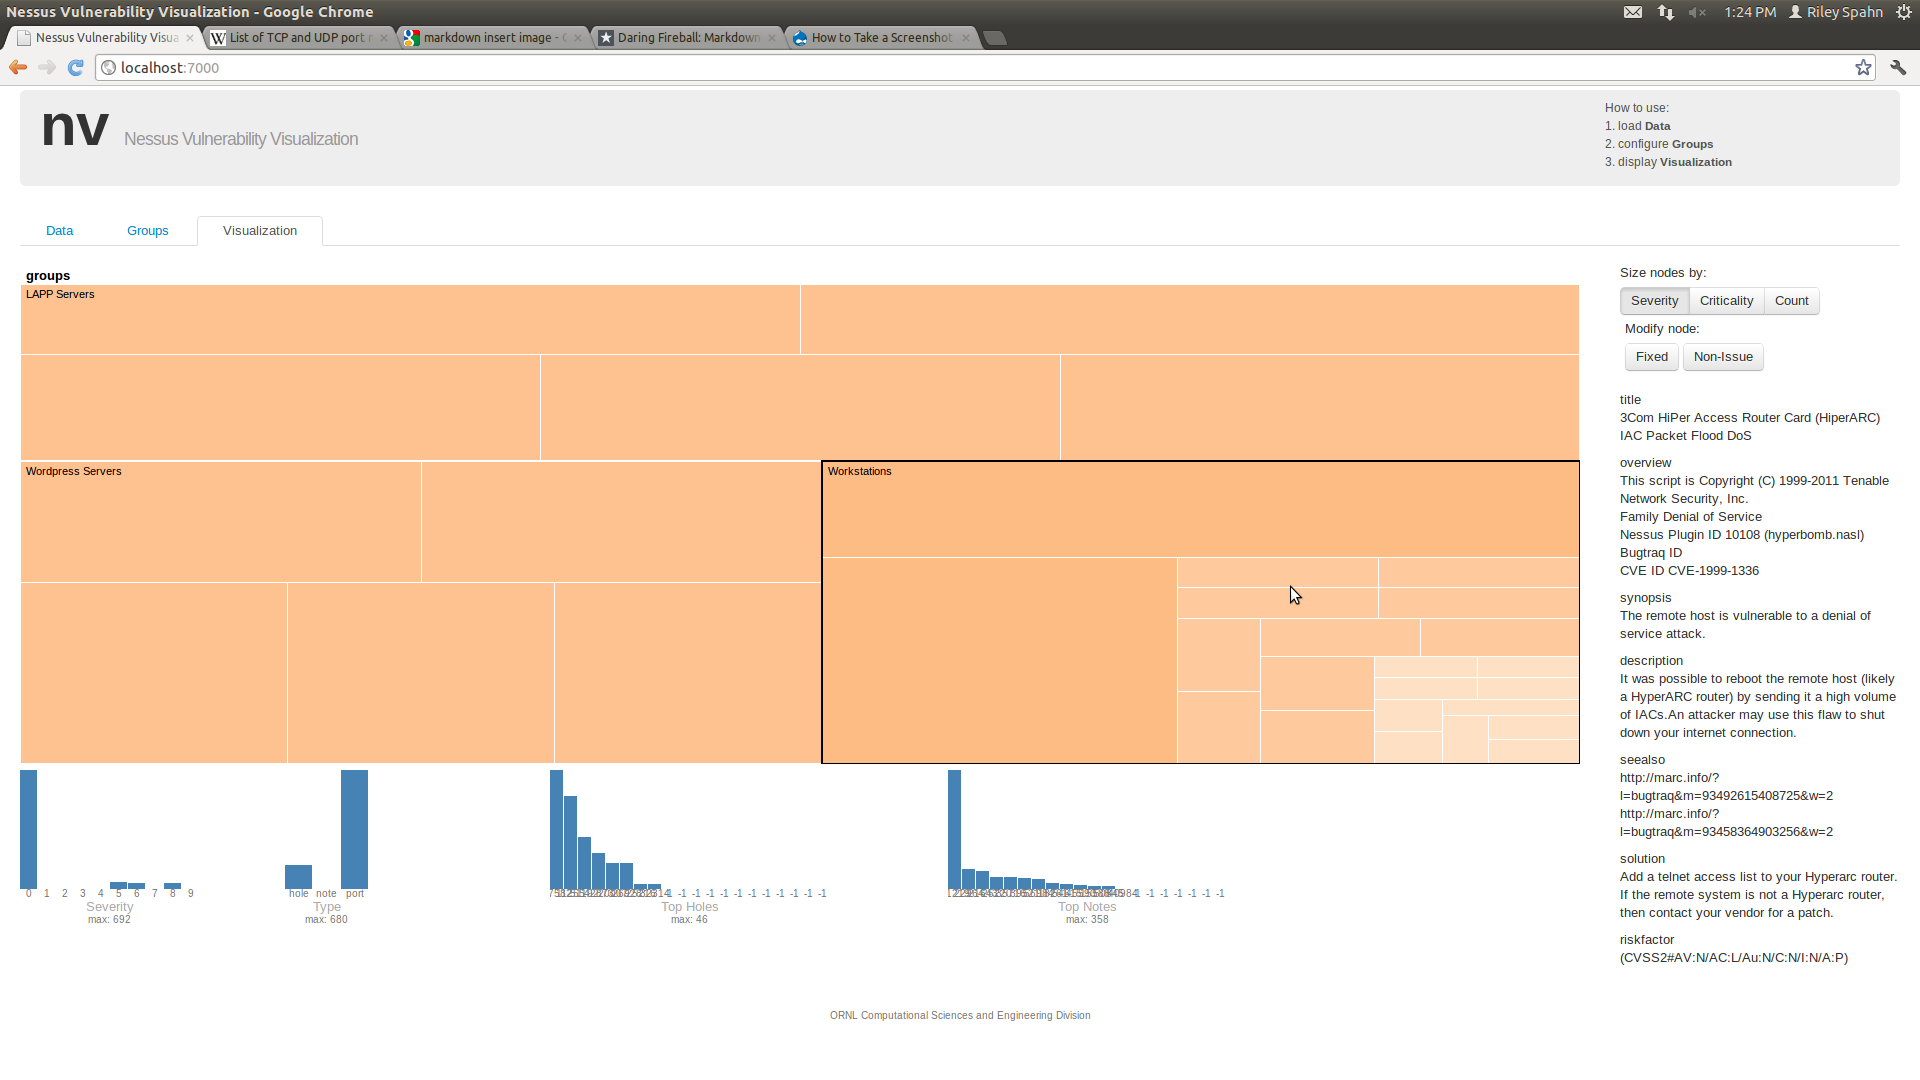 Nessus Vulnerability Visualization - Google Chrome
1:24 PM Riley Spahn
Nessus Vulnerability Visua
List of TCP and UDP port
markdown insert image -
Daring Fireball: Markdown
How to Take a Screenshot
localhost:7000
nv Nessus Vulnerability Visualization
How to use:
1. load Data
2. configure Groups
3. display Visualization
Data
Groups
Visualization
groups
LAPP Servers
Wordpress Servers
Workstations
Size nodes by:
Severity Criticality Count
Modify node:
Fixed Non-Issue
title
3Com HiPer Access Router Card (HiperARC)
IAC Packet Flood DoS
overview
This script is Copyright (C) 1999-2011 Tenable
Network Security, Inc.
Family Denial of Service
Nessus Plugin ID 10108 (hyperbomb.nasl)
Bugtraq ID
CVE ID CVE-1999-1336
synopsis
The remote host is vulnerable to a denial of
service attack.
description
It was possible to reboot the remote host (likely
a HyperARC router) by sending it a high volume
of IACs.An attacker may use this flaw to shut
down your internet connection.
seealso
http://marc.info/?
l=bugtraq&m=93492615408725&w=2
http://marc.info/?
l=bugtraq&m=93458364903256&w=2
solution
Add a telnet access list to your Hyperarc router.
If the remote system is not a Hyperarc router,
then contact your vendor for a patch.
riskfactor
(CVSS2#AV:N/AC:L/Au:N/C:N/I:N/A:P)
0 1 2 3 4 5 6 7 8 9
Severity
max: 692
hole note port
Type
max: 680
-1 -1 -1 -1 -1 -1 -1 -1 -1 -1 -1
Top Holes
max: 46
-1 -1 -1 -1 -1 -1
Top Notes
max: 358
ORNL Computational Sciences and Engineering Division